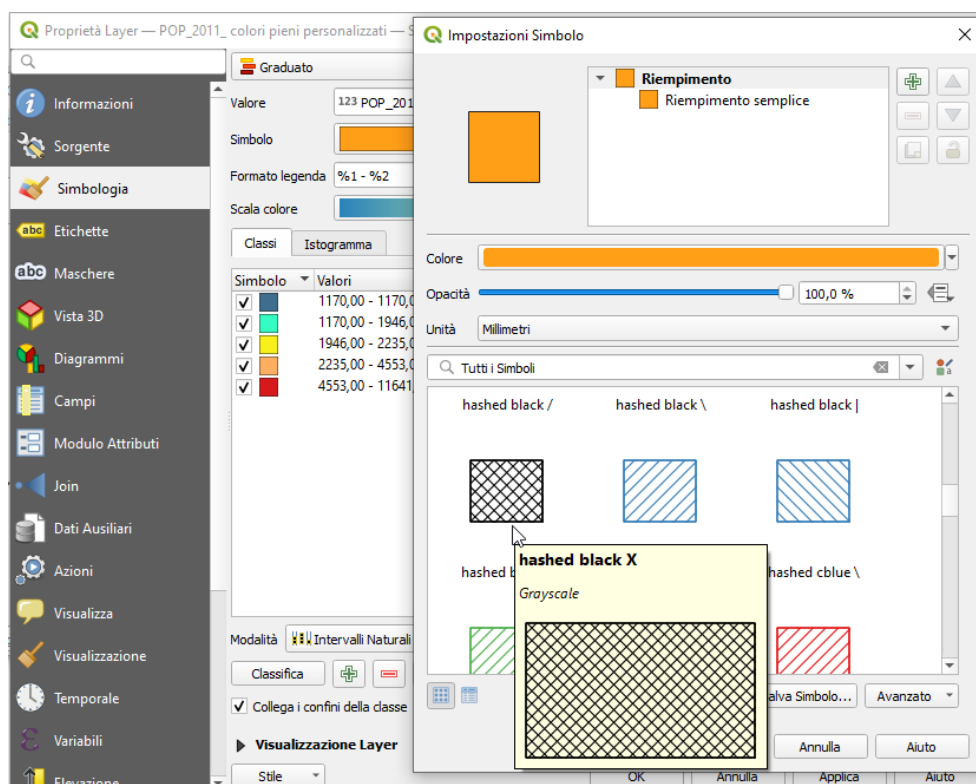 Proprietà Layer — POP_2011_ colori pieni personalizzati —
Informazioni
Sorgente
Simbologia
abc Etichette
abc Maschere
Vista 3D
Diagrammi
Campi
Modulo Attributi
Join
Dati Ausiliari
Azioni
Visualizza
Visualizzazione
Temporale
Variabili
Elevazione
Graduato
Valore 123 POP_201
Simbolo
Formato legenda %1 - %2
Scala colore
Classi Istogramma
Simbolo Valori
1170,00 - 1170,0
1170,00 - 1946,0
1946,00 - 2235,0
2235,00 - 4553,0
4553,00 - 11641,
Modalità Intervalli Naturali
Classifica
Collega i confini della classe
Visualizzazione Layer
Stile
OK Annulla Applica Aiuto
Impostazioni Simbolo
Riempimento
Riempimento semplice
Colore
Opacità 100,0 %
Unità Millimetri
Tutti i Simboli
hashed black / hashed black \ hashed black |
hashed b hashed cblue \
hashed black X
Grayscale
alva Simbolo... Avanzato
Annulla Aiuto